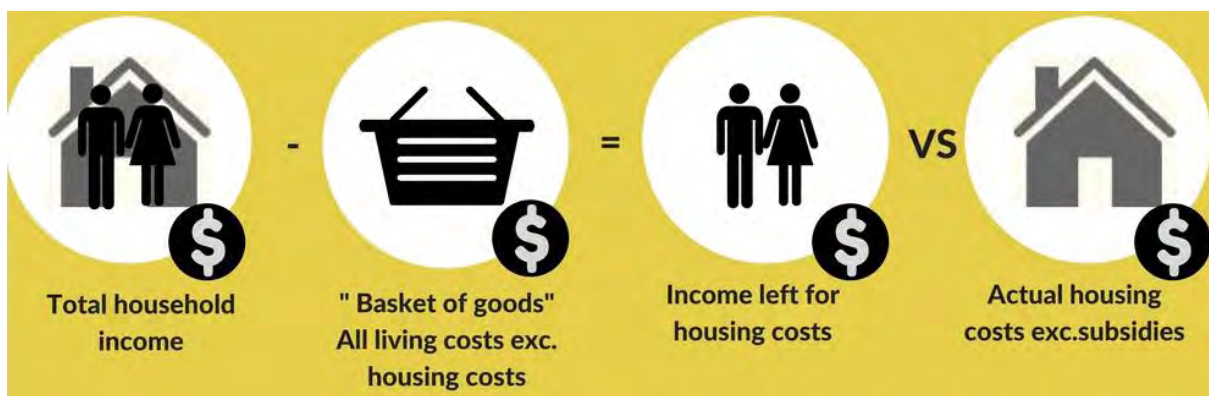 -
=
VS
$
$
$
$
Total household
income
" Basket of goods"
All living costs exc.
housing costs
Income left for
housing costs
Actual housing
costs exc.subsidies